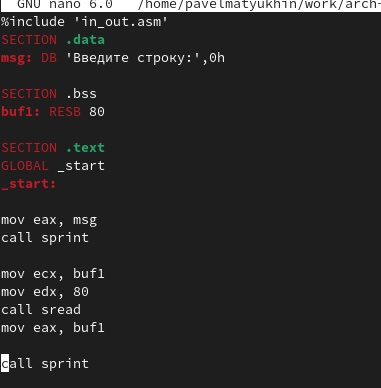 GNU nano 6.0 /home/pavelmatyukhin/work/arch-
%include 'in_out.asm'
SECTION .data
msg: DB 'Введите строку:',0h
SECTION .bss
buf1: RESB 80
SECTION .text
GLOBAL _start
_start:
mov eax, msg
call sprint
mov ecx, buf1
mov edx, 80
call sread
mov eax, buf1
call sprint